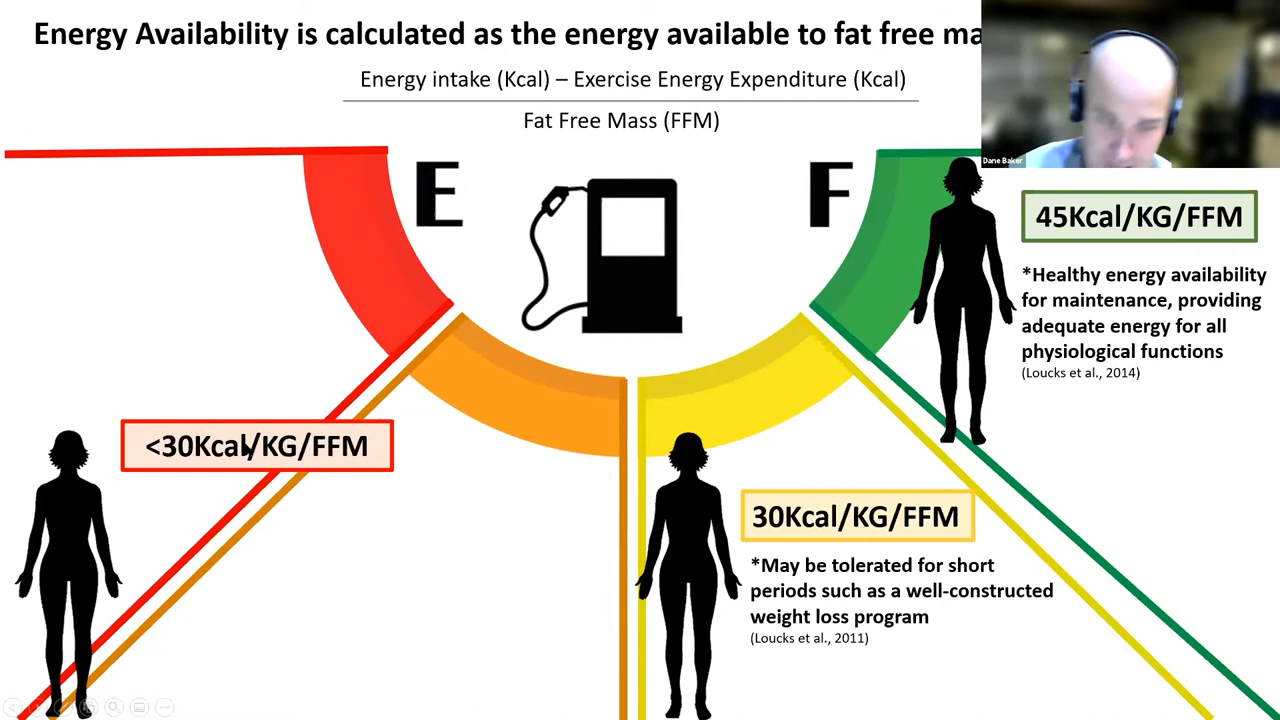 Energy Availability is calculated as the energy available to fat free ma
Energy intake (Kcal) – Exercise Energy Expenditure (Kcal)
Fat Free Mass (FFM)
Dane Baker
E
F
45Kcal/KG/FFM
*Healthy energy availability
for maintenance, providing
adequate energy for all
physiological functions
(Loucks et al., 2014)
<30Kcal/KG/FFM
30Kcal/KG/FFM
*May be tolerated for short
periods such as a well-constructed
weight loss program
(Loucks et al., 2011)